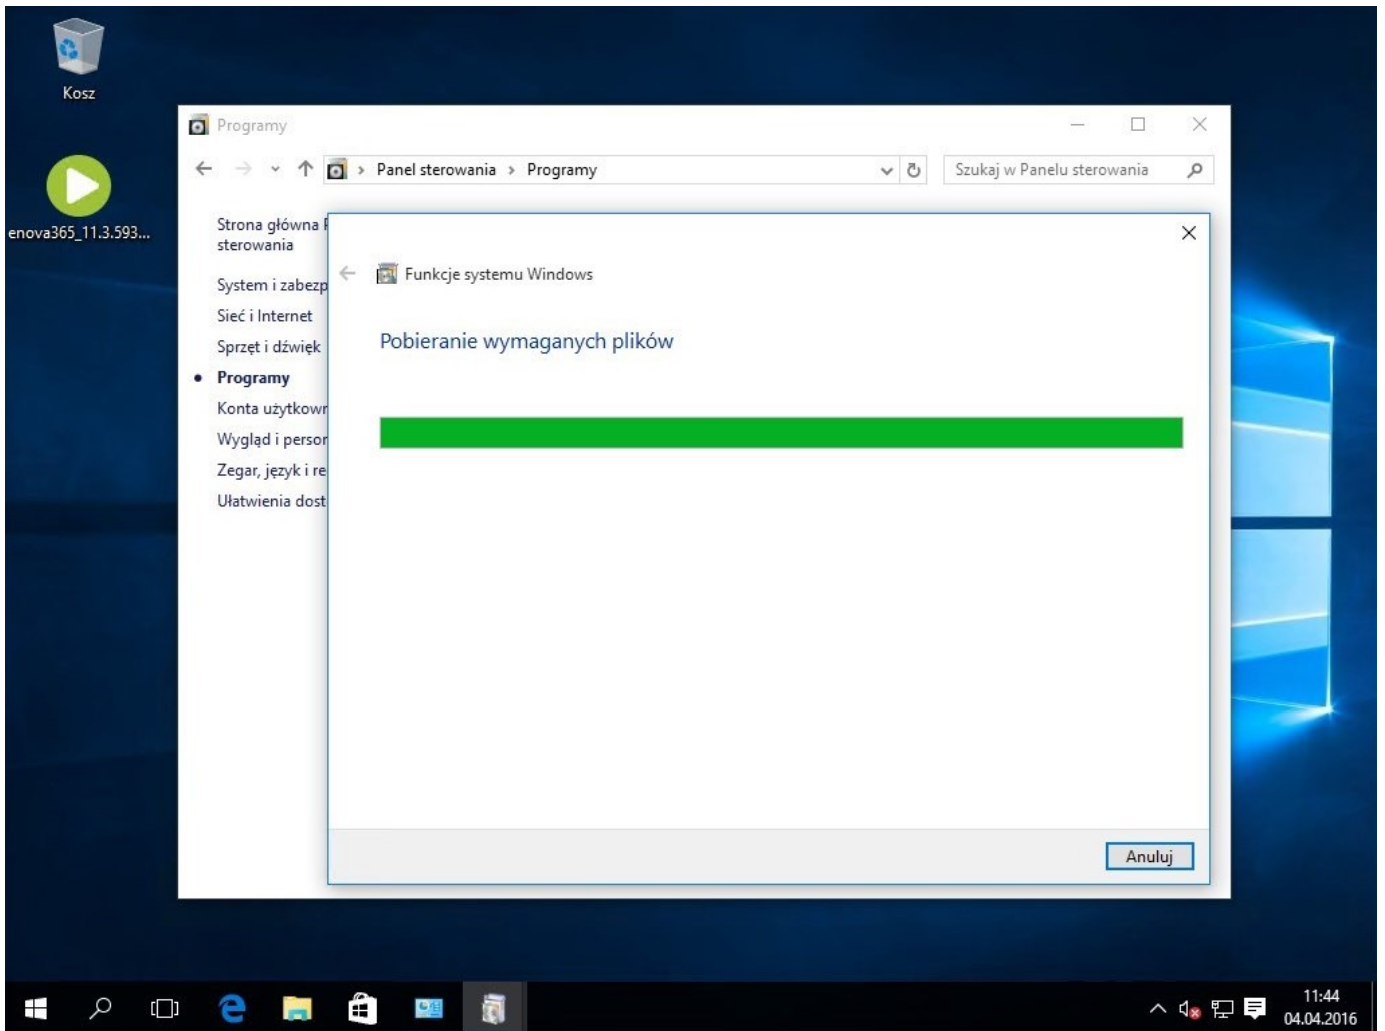 Kosz
enova365_11.3.593...
Programy
Panel sterowania > Programy
Szukaj w Panelu sterowania
Strona główna P
sterowania
System i zabezp
Sieć i Internet
Sprzęt i dźwięk
Programy
Konta użytkown
Wygląd i person
Zegar, język i re
Ułatwienia dost
Funkcje systemu Windows
Pobieranie wymaganych plików
Anuluj
11:44
04.04.2016